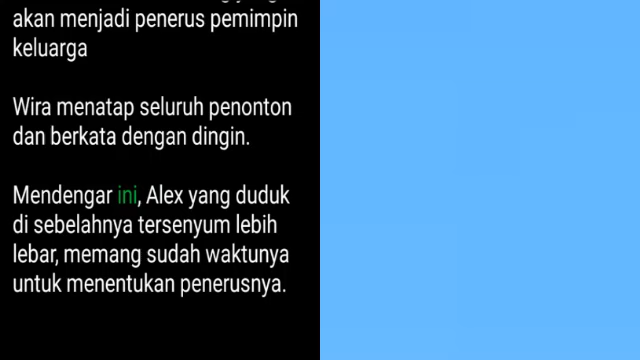 akan menjadi penerus pemimpin
keluarga
Wira menatap seluruh penonton
dan berkata dengan dingin.
Mendengar ini, Alex yang duduk
di sebelahnya tersenyum lebih
lebar, memang sudah waktunya
untuk menentukan penerusnya.